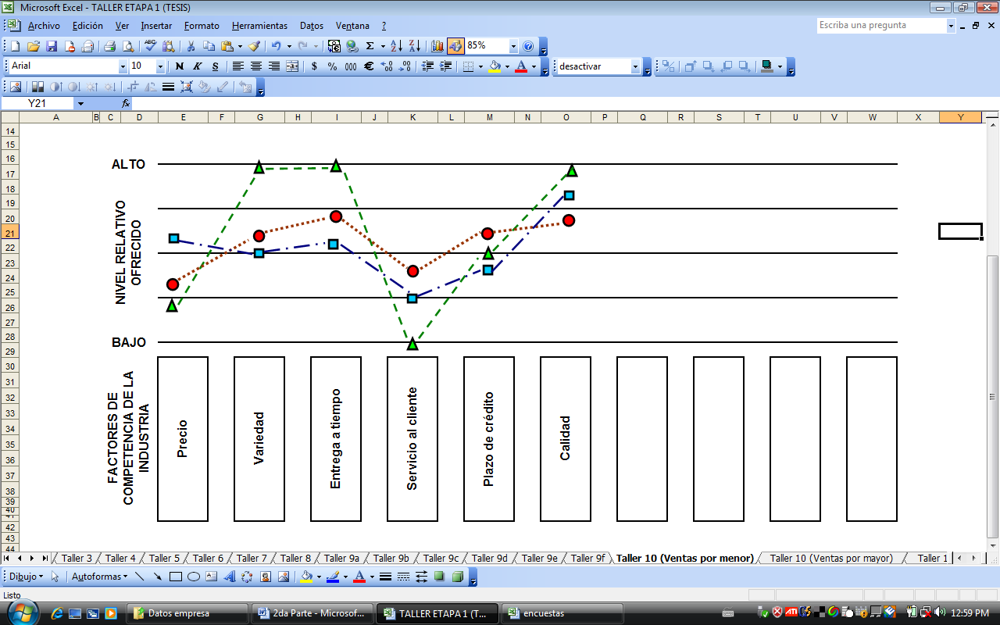 Microsoft Excel - TALLER ETAPA 1 (TESIS)
Archivo Edición Ver Insertar Formato Herramientas Datos Ventana ?
Escriba una pregunta
85%
Arial 10 N K S $ % 000 € desactivar
Y21 fx
A B C D E F G H I J K L M N O P Q R S T U V W X Y
14
15
16
17
18
19
20
21
22
23
24
25
26
27
28
29
30
31
32
33
34
35
36
37
38
39
40
41
42
43
44
ALTO
NIVEL RELATIVO
OFRECIDO
BAJO
FACTORES DE
COMPETENCIA DE LA
INDUSTRIA
Precio
Variedad
Entrega a tiempo
Servicio al cliente
Plazo de crédito
Calidad
Taller 3 Taller 4 Taller 5 Taller 6 Taller 7 Taller 8 Taller 9a Taller 9b Taller 9c Taller 9d Taller 9e Taller 9f Taller 10 (Ventas por menor) Taller 10 (Ventas por mayor) Taller 1
Dibujo Autoformas
Listo
Datos empresa 2da Parte - Microsof... TALLER ETAPA 1 (T... encuestas ATI 12:59 PM